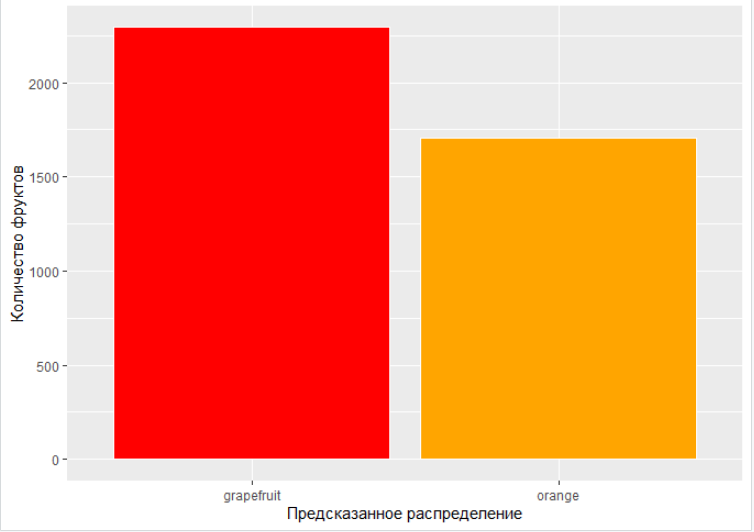 Количество фруктов
2000
1500
1000
500
0
grapefruit orange
Предсказанное распределение